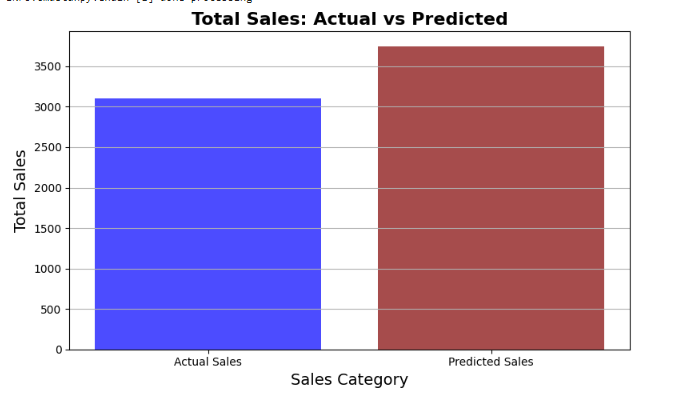 Total Sales: Actual vs Predicted
3500
3000
2500
2000
1500
1000
500
0
Total Sales
Actual Sales
Predicted Sales
Sales Category